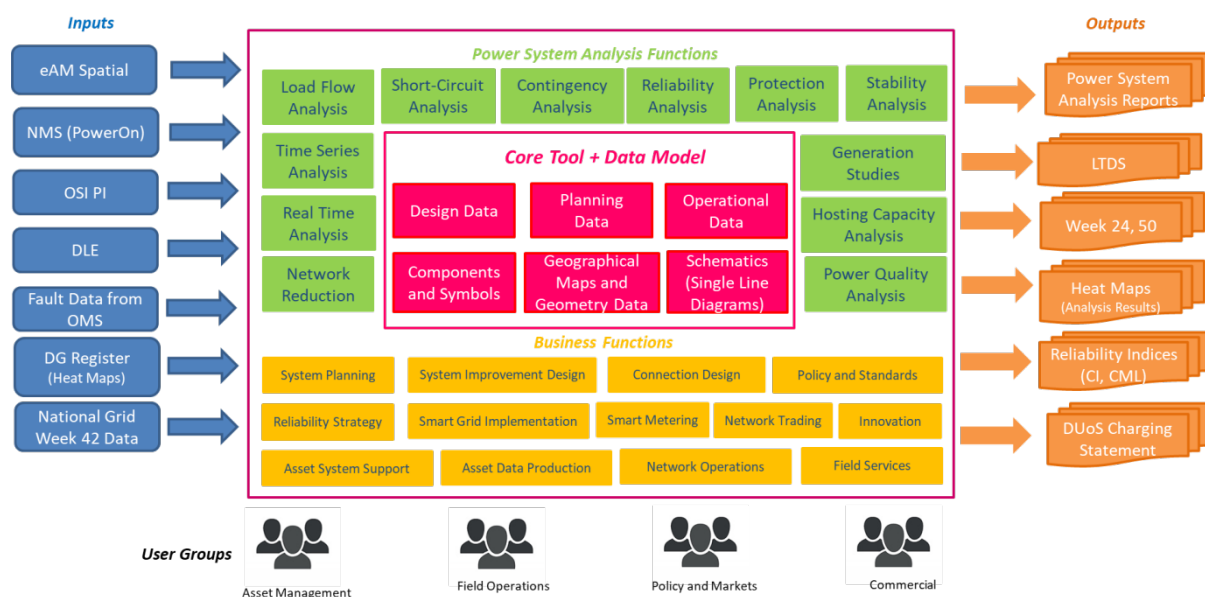 Inputs
eAM Spatial
NMS (PowerOn)
OSI PI
DLE
Fault Data from
OMS
DG Register
(Heat Maps)
National Grid
Week 42 Data
Power System Analysis Functions
Load Flow
Analysis
Short-Circuit
Analysis
Contingency
Analysis
Reliability
Analysis
Protection
Analysis
Stability
Analysis
Time Series
Analysis
Real Time
Analysis
Network
Reduction
Core Tool + Data Model
Design Data
Planning
Data
Operational
Data
Components
and Symbols
Geographical
Maps and
Geometry Data
Schematics
(Single Line
Diagrams)
Generation
Studies
Hosting Capacity
Analysis
Power Quality
Analysis
Business Functions
System Planning
System Improvement Design
Connection Design
Policy and Standards
Reliability Strategy
Smart Grid Implementation
Smart Metering
Network Trading
Innovation
Asset System Support
Asset Data Production
Network Operations
Field Services
Outputs
Power System
Analysis Reports
LTDS
Week 24, 50
Heat Maps
(Analysis Results)
Reliability Indices
(CI, CML)
DUoS Charging
Statement
User Groups
Asset Management
Field Operations
Policy and Markets
Commercial